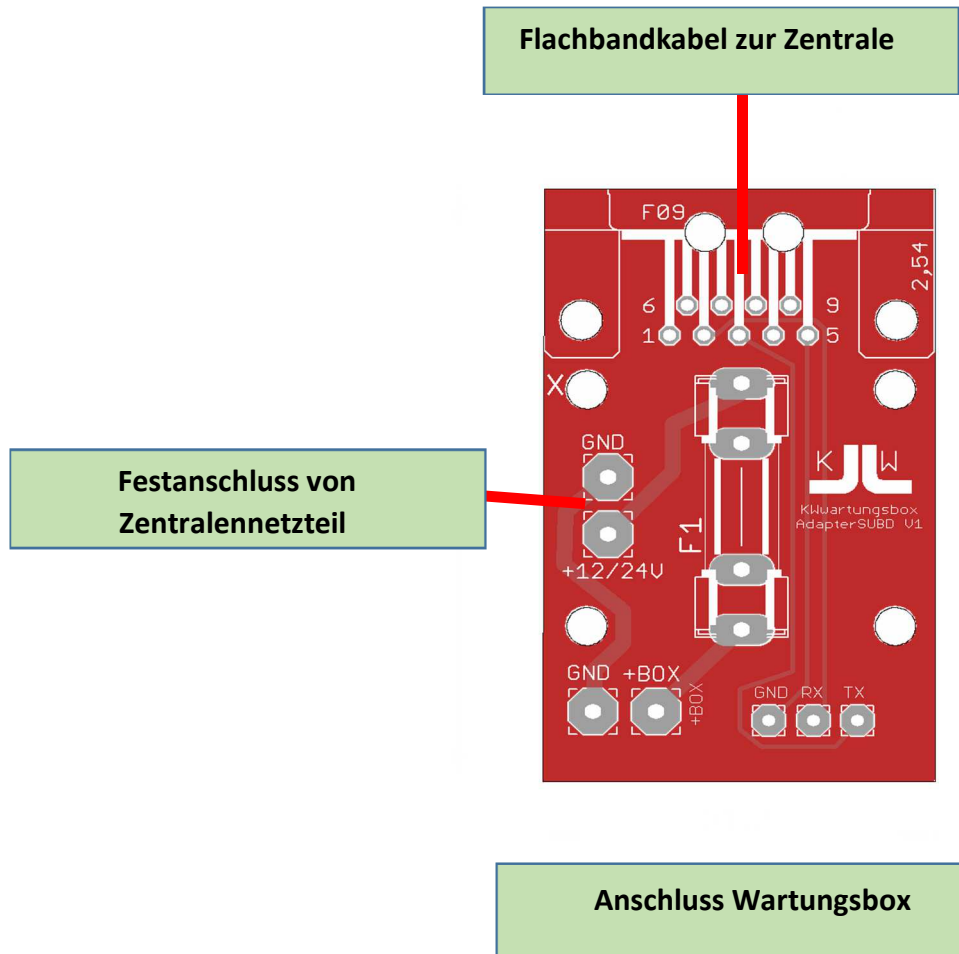 Flachbandkabel zur Zentrale
F09
2,54
6 9
1 5
X
GND
K W
KWwartungsbox
AdapterSUBD V1
Festanschluss von
Zentralennetzteil
F1
+12/24V
GND +BOX
+BOX
GND RX TX
Anschluss Wartungsbox